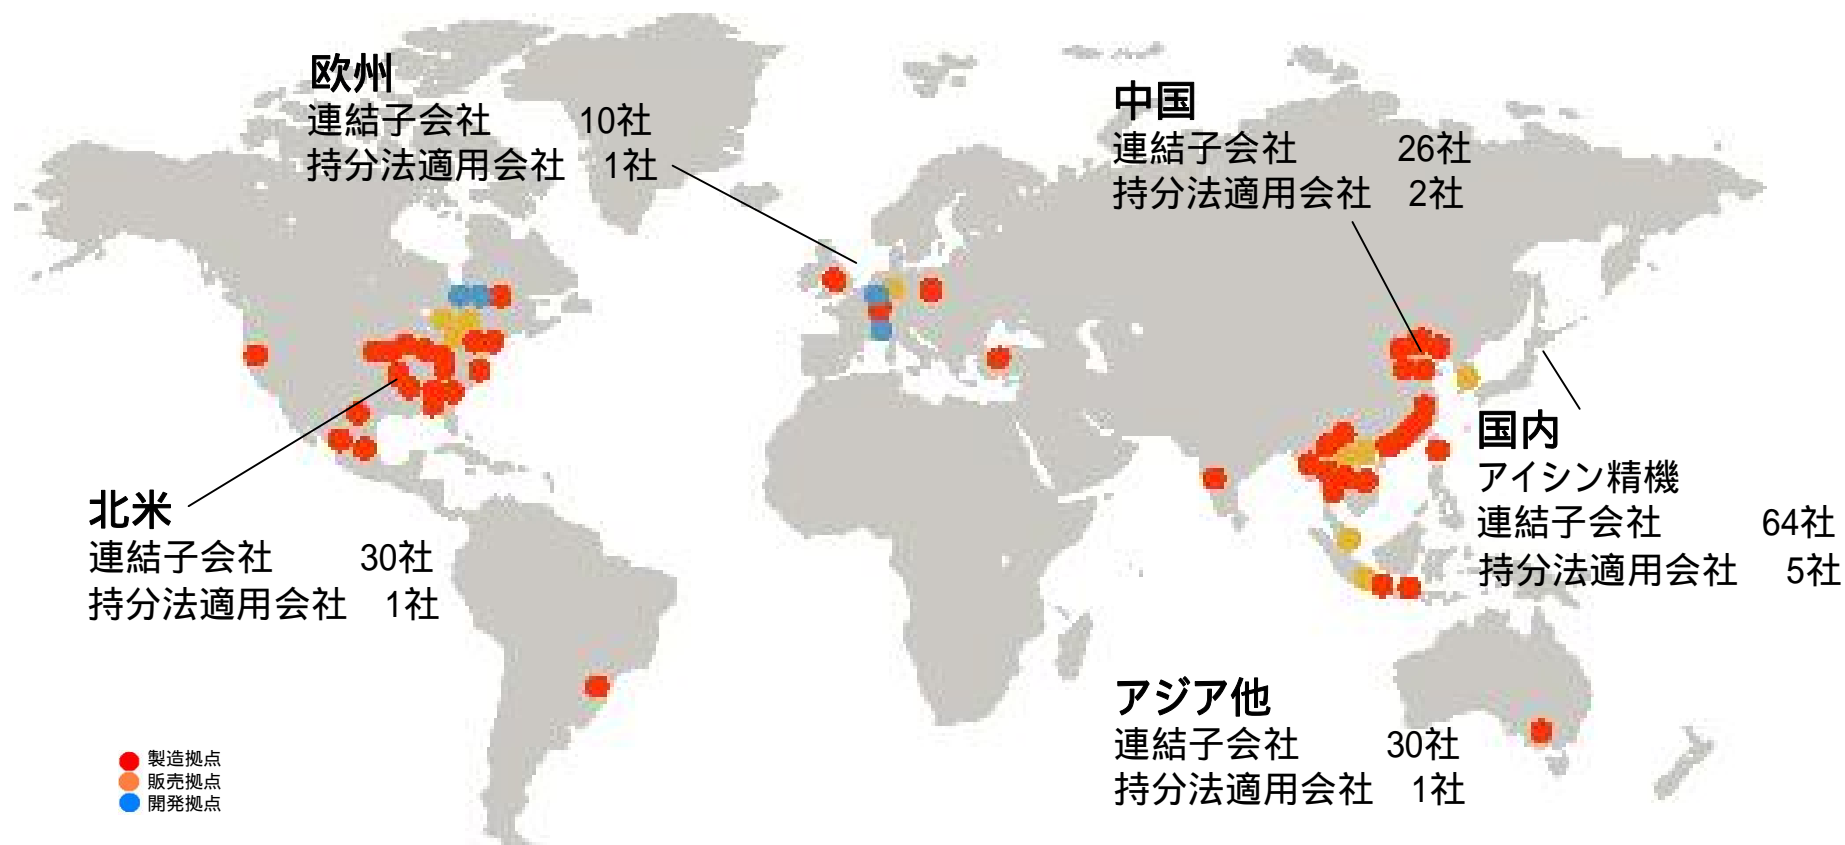 欧州
連結子会社 10社
持分法適用会社 1社
中国
連結子会社 26社
持分法適用会社 2社
国内
アイシン精機
連結子会社 64社
持分法適用会社 5社
北米
連結子会社 30社
持分法適用会社 1社
アジア他
連結子会社 30社
持分法適用会社 1社
製造拠点
販売拠点
開発拠点